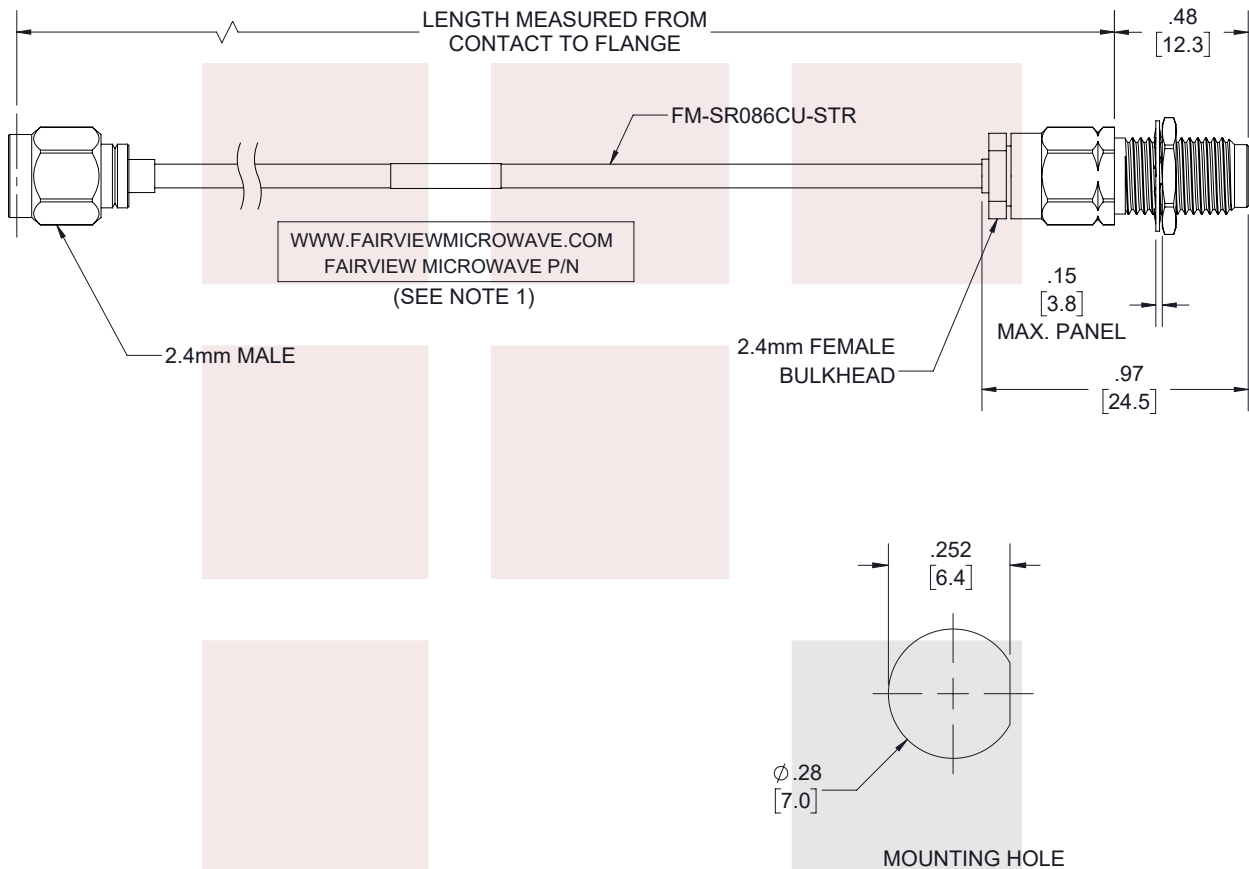 LENGTH MEASURED FROM
CONTACT TO FLANGE
.48
[12.3]
FM-SR086CU-STR
WWW.FAIRVIEWMICROWAVE.COM
FAIRVIEW MICROWAVE P/N
(SEE NOTE 1)
.15
[3.8]
MAX. PANEL
2.4mm MALE
2.4mm FEMALE
BULKHEAD
.97
[24.5]
.252
[6.4]
⌀.28
[7.0]
MOUNTING HOLE